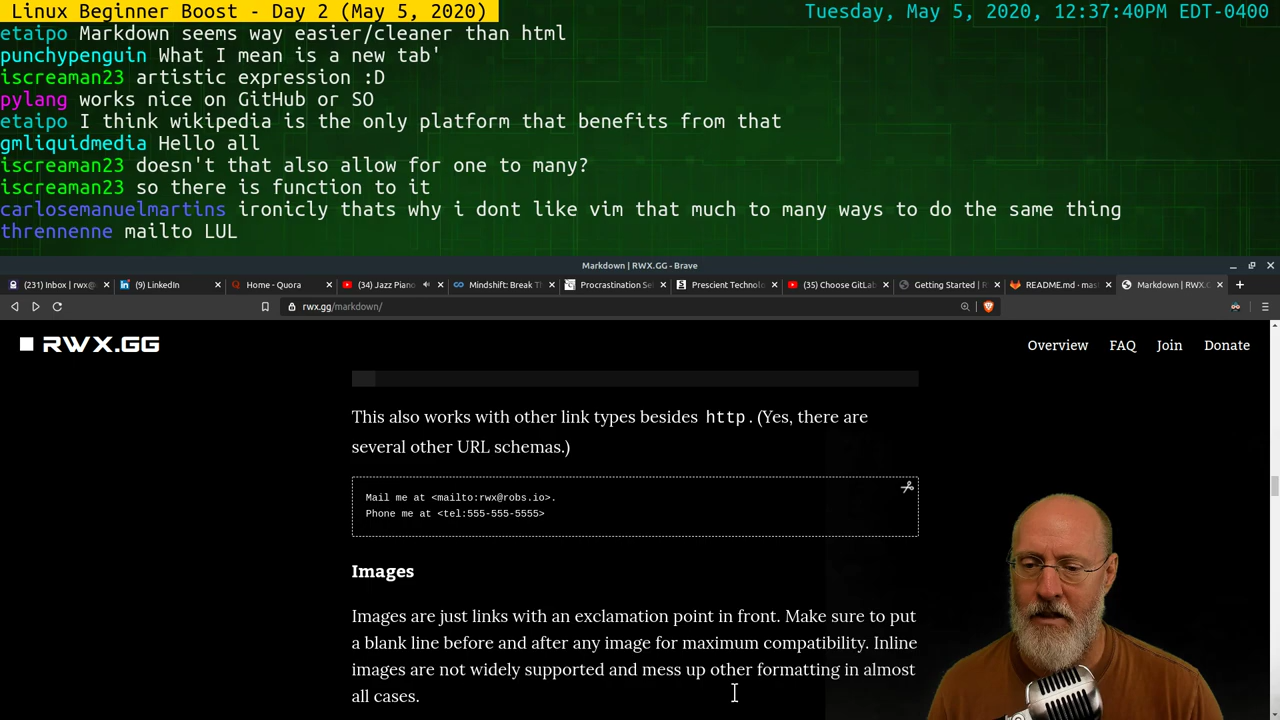 Linux Beginner Boost - Day 2 (May 5, 2020)
Tuesday, May 5, 2020, 12:37:40PM EDT-0400
etaipo Markdown seems way easier/cleaner than html
punchypenguin What I mean is a new tab'
iscreaman23 artistic expression :D
pylang works nice on GitHub or SO
etaipo I think wikipedia is the only platform that benefits from that
gmliquidmedia Hello all
iscreaman23 doesn't that also allow for one to many?
iscreaman23 so there is function to it
carlosemanuelmartins ironicly thats why i dont like vim that much to many ways to do the same thing
thrennenne mailto LUL
Markdown | RWX.GG - Brave
(231) Inbox | rwx@
(9) LinkedIn
Home - Quora
(34) Jazz Piano
Mindshift: Break T
Procrastination Se
Prescient Technolo
(35) Choose GitLab
Getting Started | R
README.md · mas
Markdown | RWX.G
rwx.gg/markdown/
RWX.GG
Overview
FAQ
Join
Donate
This also works with other link types besides http. (Yes, there are
several other URL schemas.)
Mail me at <mailto:rwx@robs.io>.
Phone me at <tel:555-555-5555>
Images
Images are just links with an exclamation point in front. Make sure to put
a blank line before and after any image for maximum compatibility. Inline
images are not widely supported and mess up other formatting in almost
all cases.